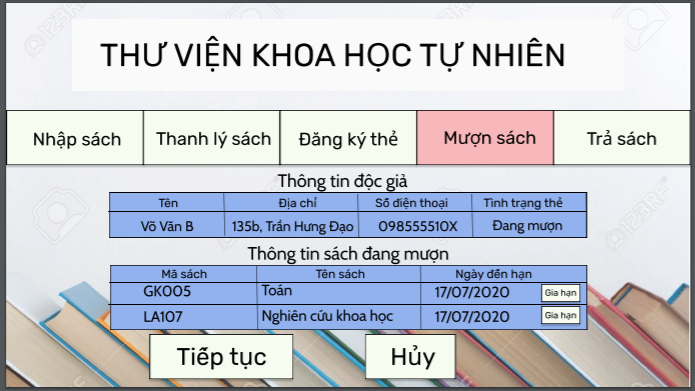 THƯ VIỆN KHOA HỌC TỰ NHIÊN
Nhập sách Thanh lý sách Đăng ký thẻ Mượn sách Trả sách
Thông tin độc giả
Tên Địa chỉ Số điện thoại Tình trạng thẻ
Võ Văn B 135b, Trần Hưng Đạo 098555510X Đang mượn
Thông tin sách đang mượn
Mã sách Tên sách Ngày đến hạn
GK005 Toán 17/07/2020 Gia hạn
LA107 Nghiên cứu khoa học 17/07/2020 Gia hạn
Tiếp tục Hủy